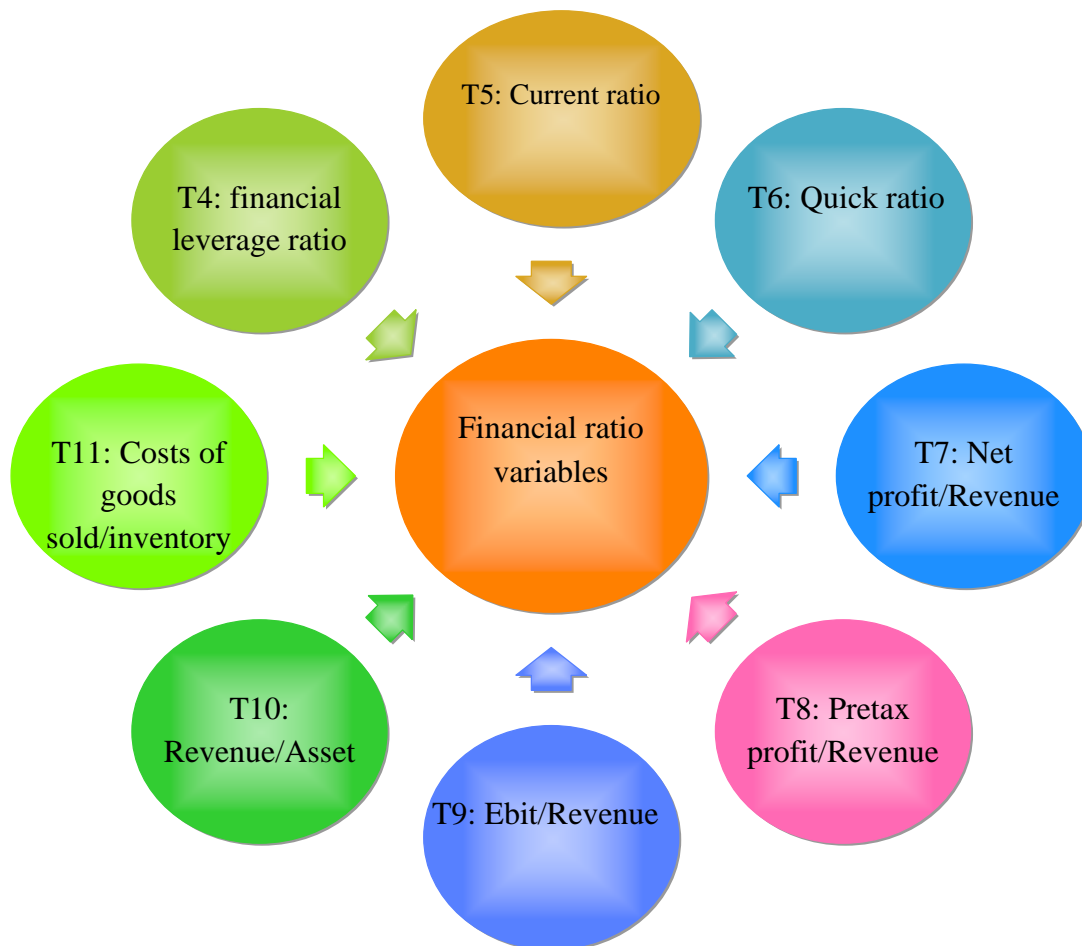 T5: Current ratio
T4: financial
leverage ratio
T6: Quick ratio
Financial ratio
variables
T11: Costs of
goods
sold/inventory
T7: Net
profit/Revenue
T10:
Revenue/Asset
T8: Pretax
profit/Revenue
T9: Ebit/Revenue